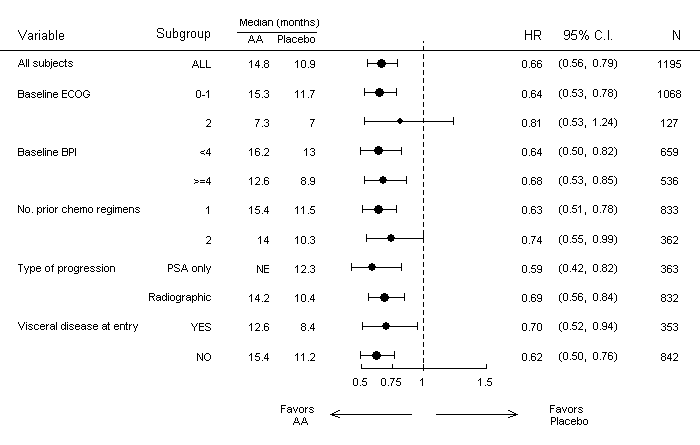 Median (months)
Variable Subgroup AA Placebo HR 95% C.I. N
All subjects ALL 14.8 10.9 0.66 (0.56, 0.79) 1195
Baseline ECOG 0-1 15.3 11.7 0.64 (0.53, 0.78) 1068
2 7.3 7 0.81 (0.53, 1.24) 127
Baseline BPI <4 16.2 13 0.64 (0.50, 0.82) 659
>=4 12.6 8.9 0.68 (0.53, 0.85) 536
No. prior chemo regimens 1 15.4 11.5 0.63 (0.51, 0.78) 833
2 14 10.3 0.74 (0.55, 0.99) 362
Type of progression PSA only NE 12.3 0.59 (0.42, 0.82) 363
Radiographic 14.2 10.4 0.69 (0.56, 0.84) 832
Visceral disease at entry YES 12.6 8.4 0.70 (0.52, 0.94) 353
NO 15.4 11.2 0.62 (0.50, 0.76) 842
0.5 0.75 1 1.5
Favors Favors
AA Placebo